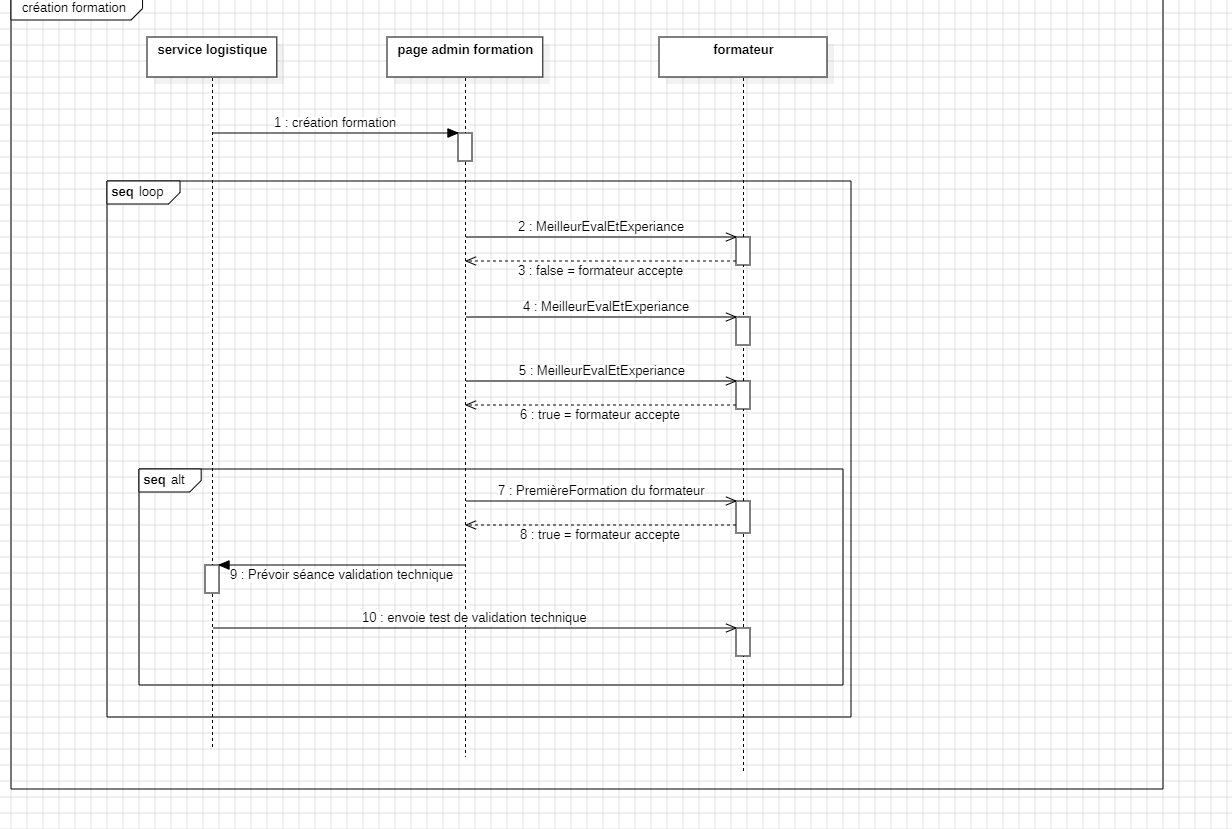 création formation
service logistique
page admin formation
formateur
1 : création formation
seq loop
2 : MeilleurEvalEtExperiance
3 : false = formateur accepte
4 : MeilleurEvalEtExperiance
5 : MeilleurEvalEtExperiance
6 : true = formateur accepte
seq alt
7 : PremièreFormation du formateur
8 : true = formateur accepte
9 : Prévoir séance validation technique
10 : envoie test de validation technique